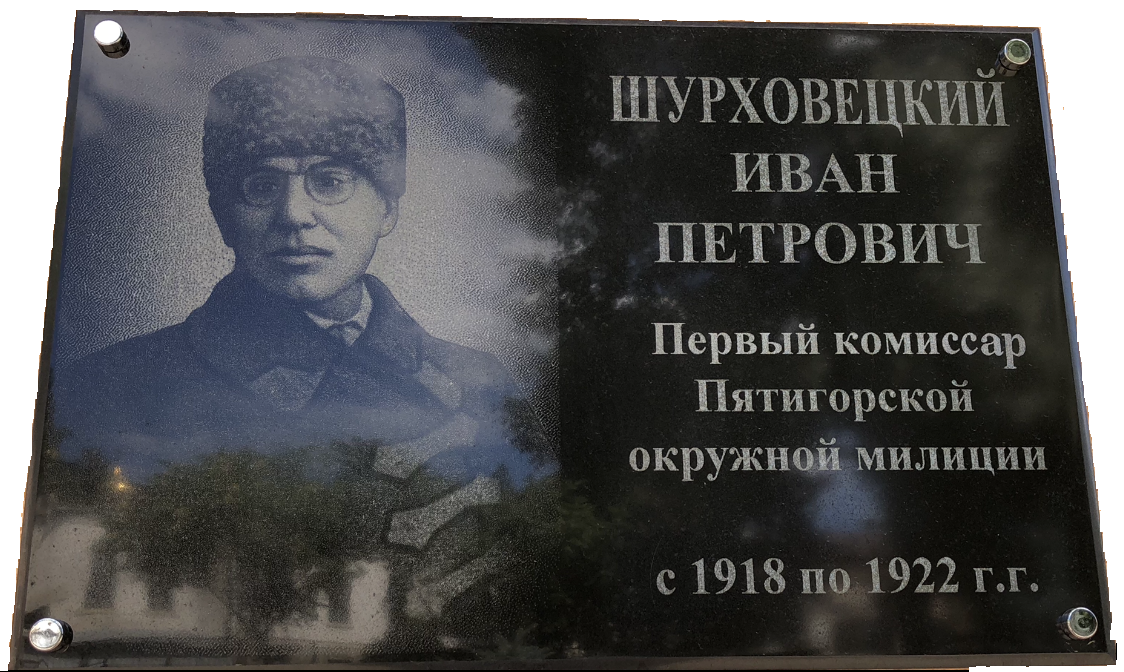 ШУРХОВЕЦКИЙ
ИВАН
ПЕТРОВИЧ
Первый комиссар
Пятигорской
окружной милиции
с 1918 по 1922 г.г.